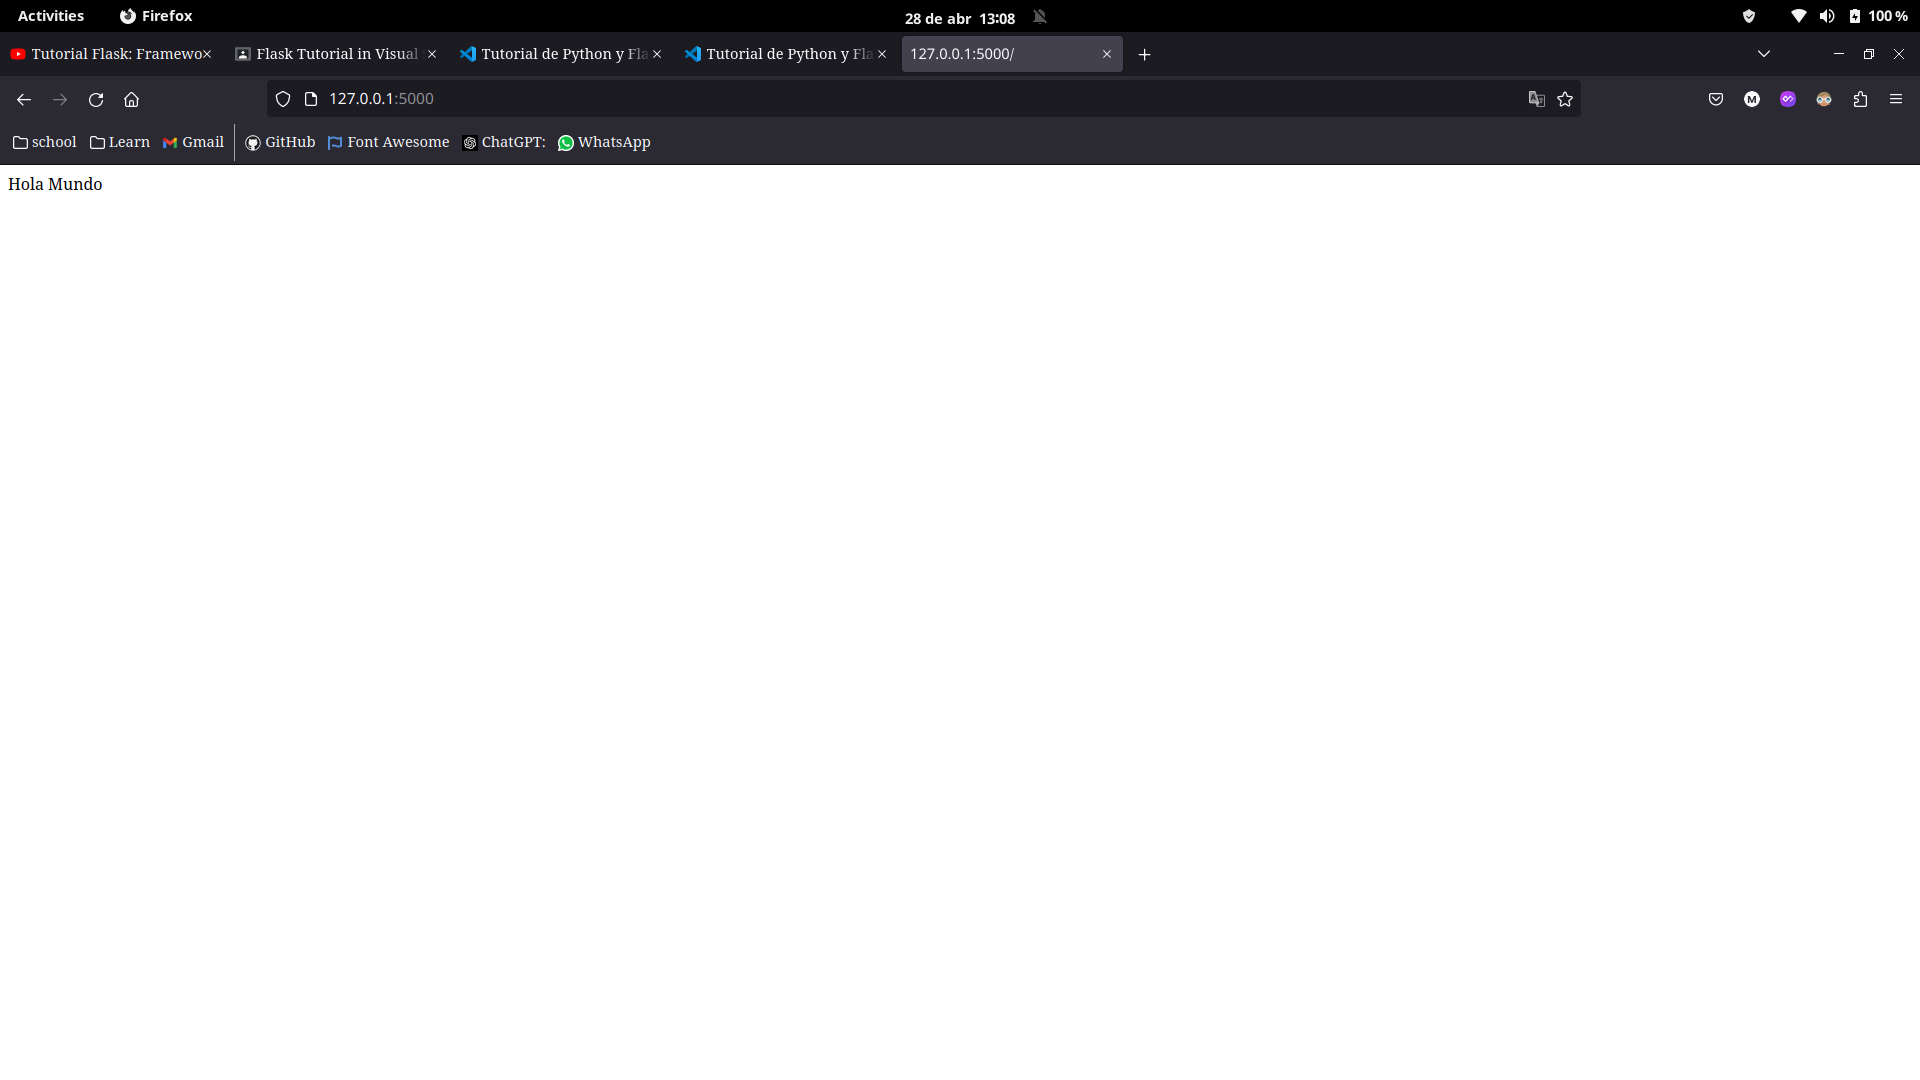 Activities Firefox 28 de abr 13:08 100 %
Tutorial Flask: Framewo Flask Tutorial in Visual Tutorial de Python y Fla Tutorial de Python y Fla 127.0.0.1:5000/
127.0.0.1:5000
school Learn Gmail GitHub Font Awesome ChatGPT: WhatsApp
Hola Mundo